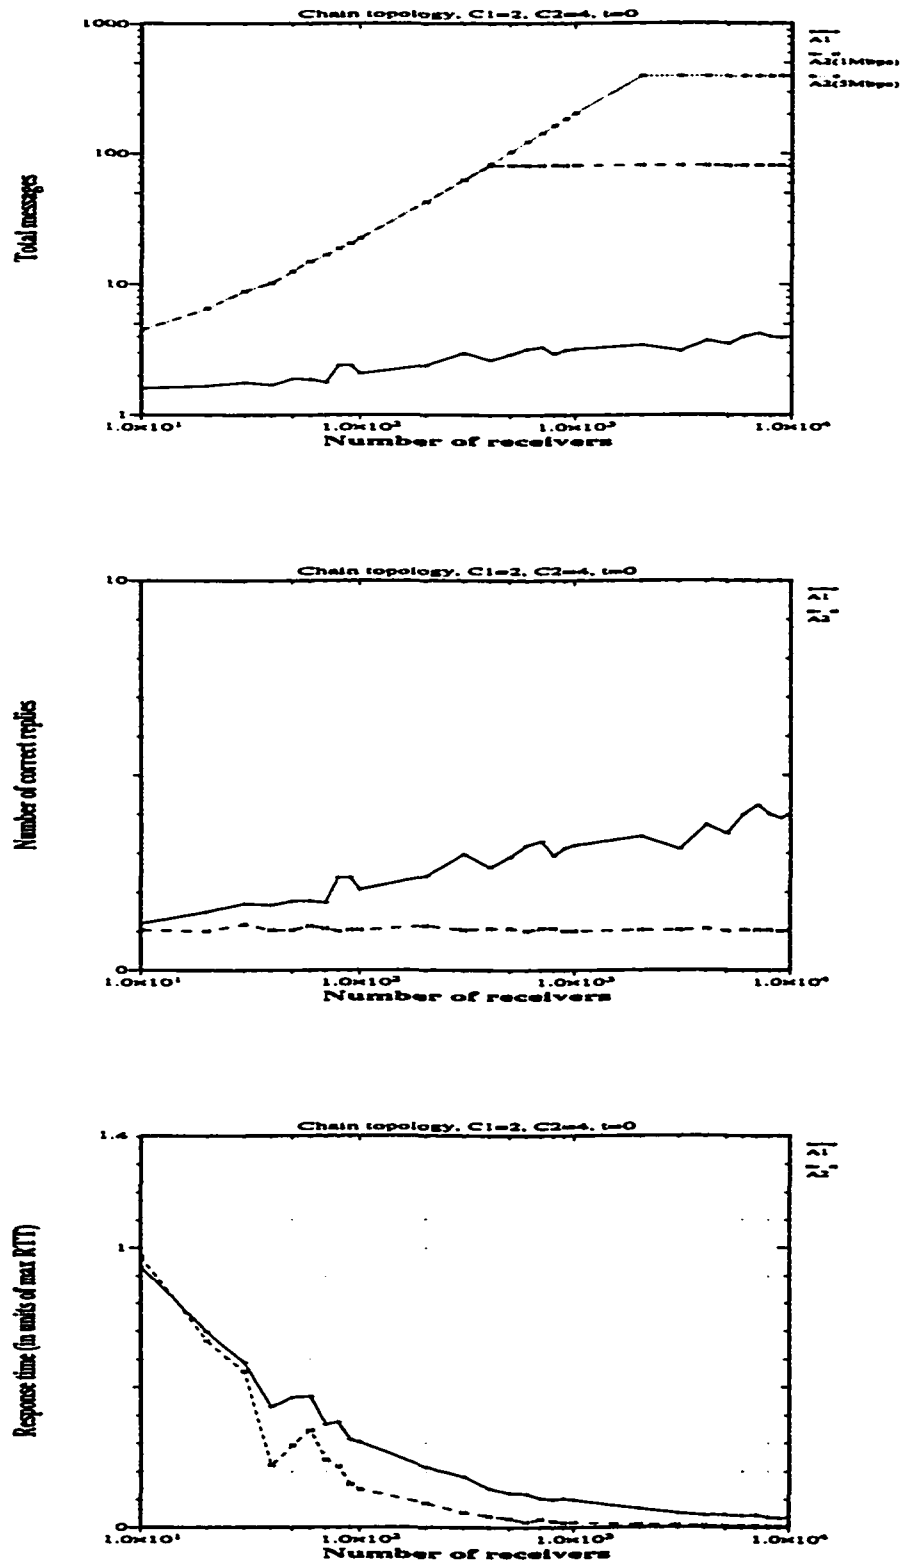 Chain topology, C1=2, C2=4, t=0
1000
100
10
1
Total messages
1.0×10¹
1.0×10²
1.0×10³
1.0×10⁴
Number of receivers
A1
A2(1Mbps)
A2(5Mbps)
Chain topology, C1=2, C2=4, t=0
10
0
Number of correct replies
1.0×10¹
1.0×10²
1.0×10³
1.0×10⁴
Number of receivers
A1
A2
Chain topology, C1=2, C2=4, t=0
1.4
1
0
Response time (in units of max RTT)
1.0×10¹
1.0×10²
1.0×10³
1.0×10⁴
Number of receivers
A1
A2